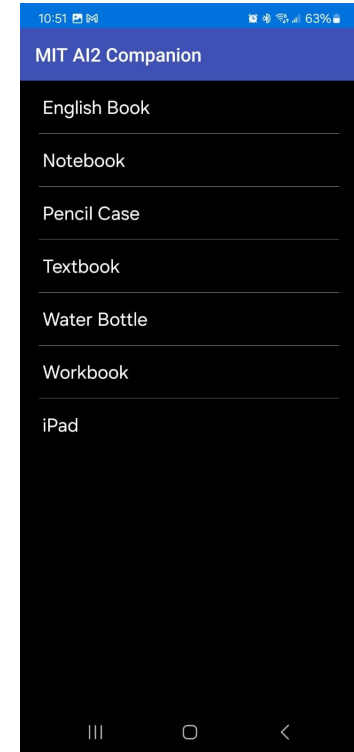 10:51 63%
MIT AI2 Companion
English Book
Notebook
Pencil Case
Textbook
Water Bottle
Workbook
iPad